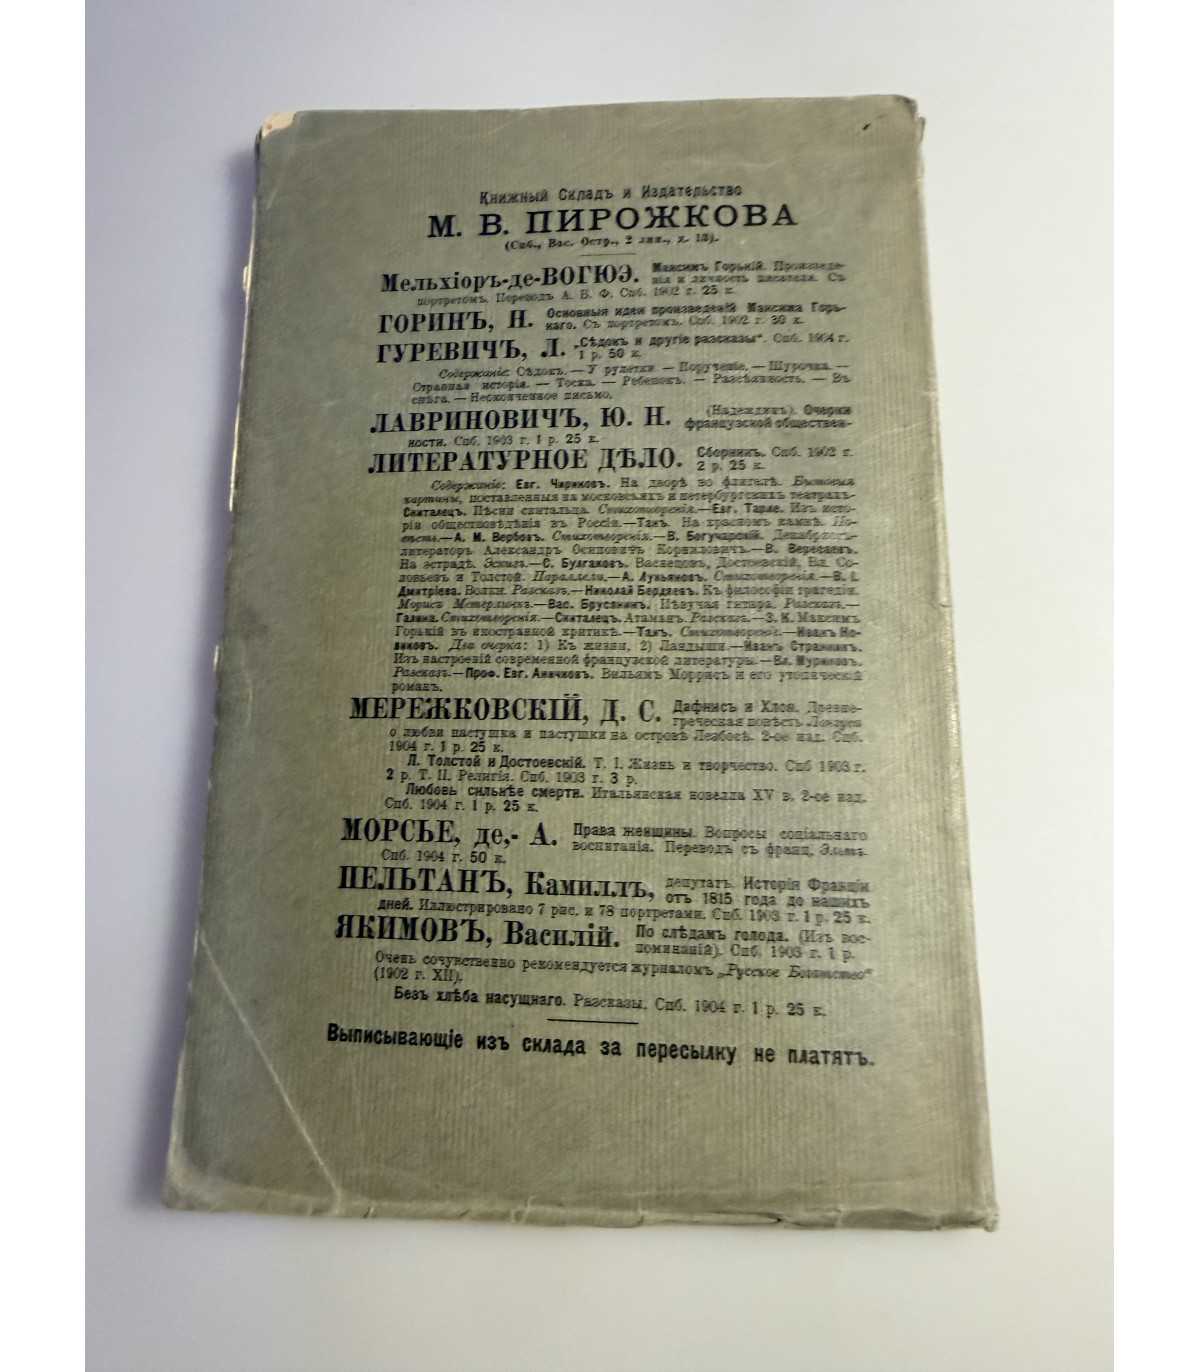 Книжный Складъ и Издательство
М. В. ПИРОЖКОВА
(Спб., Вас. Остр., 2 лин., д. 13).
Мельхіоръ-де-ВОГЮЭ. Максимъ Горькій. Произведе-
нія и личность писателя. Съ
портретомъ. Переводъ А. В. Ф. Спб. 1902 г. 25 к.
ГОРИНЪ, Н. Основныя идеи произведеній Максима Горь-
каго. Съ портретомъ. Спб. 1902 г. 30 к.
ГУРЕВИЧЪ, Л. „Сѣдокъ и другіе разсказы". Спб. 1904 г.
1 р. 50 к.
Содержаніе: Сѣдокъ. — У рулетки. — Порученіе. — Шурочка. —
Странная исторія. — Тоска. — Ребенокъ. — Разсѣянность. — Въ
снѣга. — Неоконченное письмо.
ЛАВРИНОВИЧЪ, Ю. Н. (Надеждинъ). Очерки
французской обществен-
ности. Спб. 1903 г. 1 р. 25 к.
ЛИТЕРАТУРНОЕ ДѢЛО. Сборникъ. Спб. 1902 г.
2 р. 25 к.
Содержаніе: Евг. Чириковъ. На дворѣ во флигелѣ. Бытовыя
картины, поставленныя на московскихъ и петербургскихъ театрахъ-
Скиталецъ. Пѣсни скитальца. Стихотворенія.—Евг. Тарле. Изъ исто-
ріи обществовѣдѣнія въ Россіи.—Танъ. На красномъ камнѣ. По-
вѣсть.—А. М. Вербовъ. Стихотворенія.—В. Богучарскій. Декабристъ-
литераторъ Александръ Осиповичъ Корниловичъ.—В. Вересаевъ.
На эстрадѣ. Эскизъ.—С. Булгаковъ. Васнецовъ, Достоевскій, Вл. Со-
ловьевъ и Толстой. Параллели.—А. Лукьяновъ. Стихотворенія.—В. І.
Дмитріева. Волки. Разсказъ.—Николай Бердяевъ. Къ философіи трагедіи.
Морисъ Метерлинкъ.—Вас. Брусянинъ. Пѣвучая гитара. Разсказъ.—
Галина. Стихотворенія.—Скиталецъ. Атаманъ. Разсказъ.—З. К. Максимъ
Горькій въ иностранной критикѣ.—Танъ. Стихотвореніе.—Иванъ Но-
виковъ. Два очерка: 1) Къ жизни, 2) Ландыши.—Иванъ Странникъ.
Изъ настроеній современной французской литературы.—Вл. Муриновъ.
Разсказъ.—Проф. Евг. Аничковъ. Вильямъ Моррисъ и его утопическій
романъ.
МЕРЕЖКОВСКІЙ, Д. С. Дафнисъ и Хлоя. Древне-
греческая повѣсть Лонгуса
о любви пастушка и пастушки на островѣ Лезбосѣ. 2-ое изд. Спб.
1904 г. 1 р. 25 к.
Л. Толстой и Достоевскій. Т. I. Жизнь и творчество. Спб 1903 г.
2 р. Т. II. Религія. Спб. 1903 г. 3 р.
Любовь сильнѣе смерти. Итальянская новелла XV в. 2-ое изд.
Спб. 1904 г. 1 р. 25 к.
МОРСЬЕ, де,- А. Права женщины. Вопросы соціальнаго
воспитанія. Переводъ съ франц.
Спб. 1904 г. 50 к.
ПЕЛЬТАНЪ, Камиллъ, депутатъ. Исторія Франціи
отъ 1815 года до нашихъ
дней. Иллюстрировано 7 рис. и 78 портретами. Спб. 1903 г. 1 р. 25 к.
ЯКИМОВЪ, Василій. По слѣдамъ голода. (Изъ вос-
поминаній). Спб. 1903 г. 1 р.
Очень сочувственно рекомендуется журналомъ „Русское Богатство"
(1902 г. XII).
Безъ хлѣба насущнаго. Разсказы. Спб. 1904 г. 1 р. 25 к.
Выписывающіе изъ склада за пересылку не платятъ.